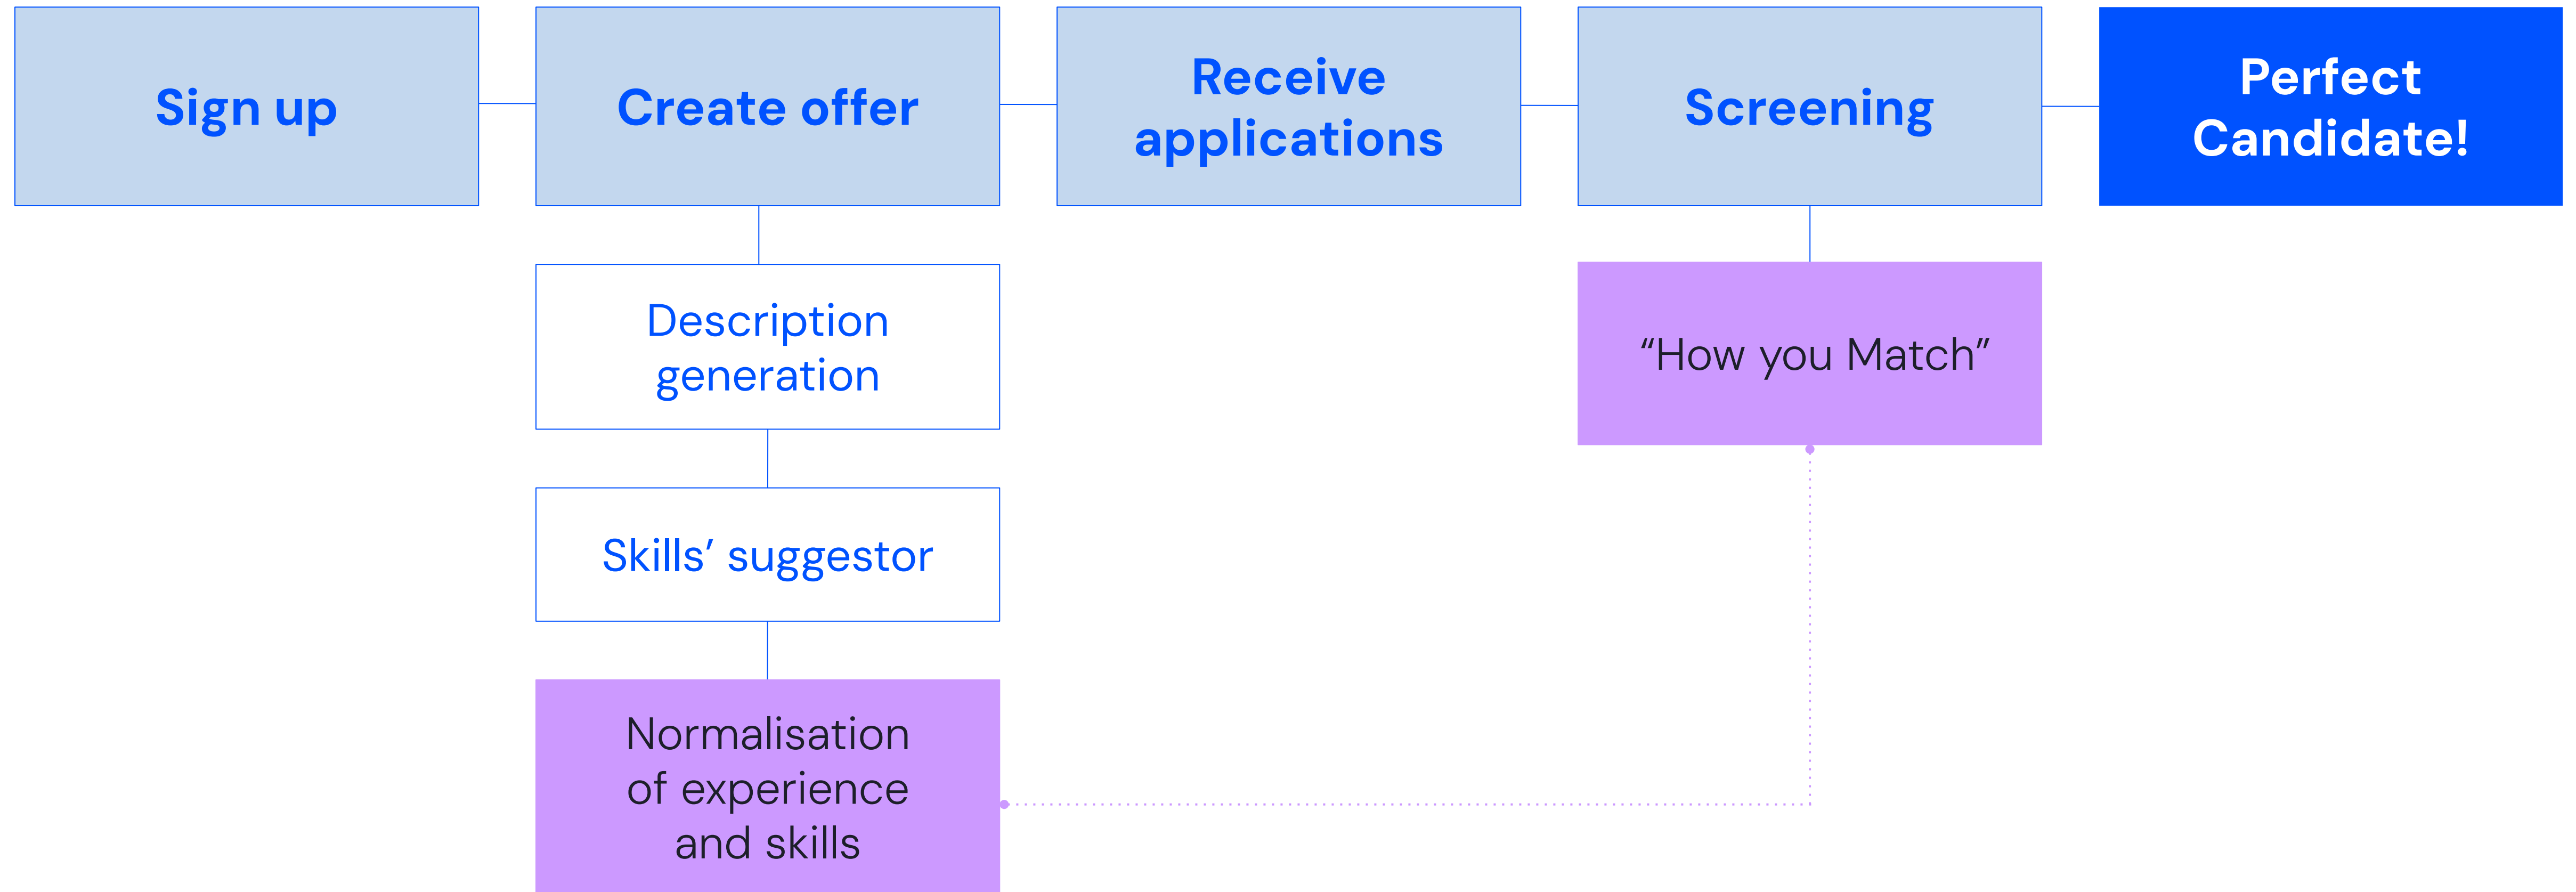 Sign up
Create offer
Receive
applications
Screening
Perfect
Candidate!
Description
generation
“How you Match”
Skills’ suggestor
Normalisation
of experience
and skills